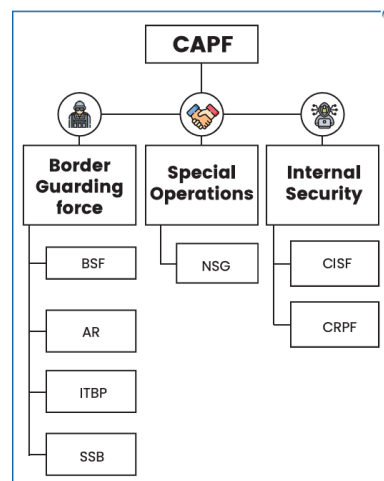 CAPF
Border
Guarding
force
BSF
AR
ITBP
SSB
Special
Operations
NSG
Internal
Security
CISF
CRPF